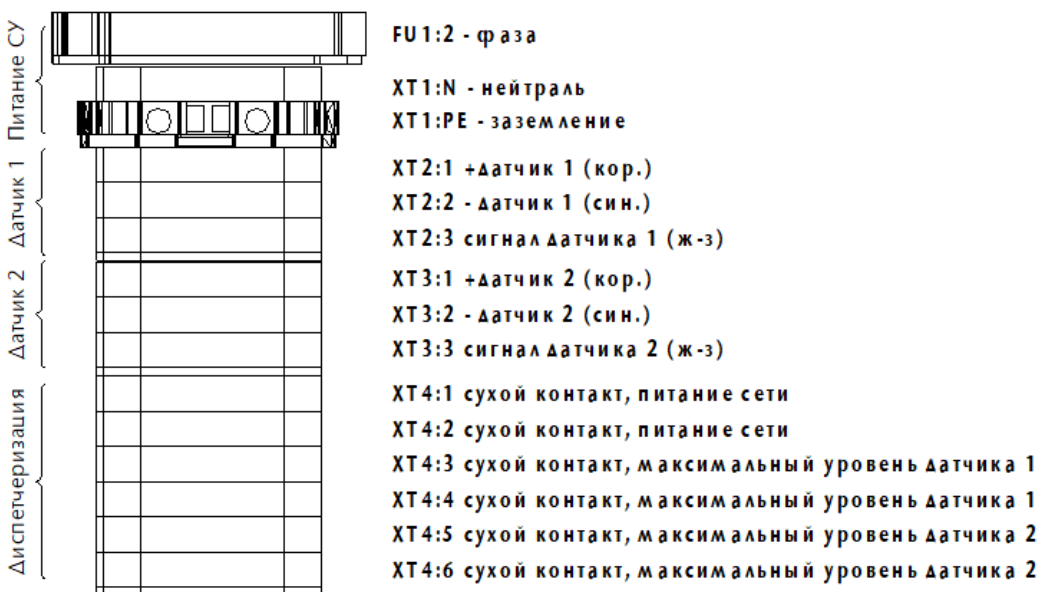 Питание СУ
FU1:2 - фаза
XT1:N - нейтраль
XT1:PE - заземление
Датчик 1
XT2:1 +датчик 1 (кор.)
XT2:2 - датчик 1 (син.)
XT2:3 сигнал датчика 1 (ж-з)
Датчик 2
XT3:1 +датчик 2 (кор.)
XT3:2 - датчик 2 (син.)
XT3:3 сигнал датчика 2 (ж-з)
Диспетчеризация
XT4:1 сухой контакт, питание сети
XT4:2 сухой контакт, питание сети
XT4:3 сухой контакт, максимальный уровень датчика 1
XT4:4 сухой контакт, максимальный уровень датчика 1
XT4:5 сухой контакт, максимальный уровень датчика 2
XT4:6 сухой контакт, максимальный уровень датчика 2